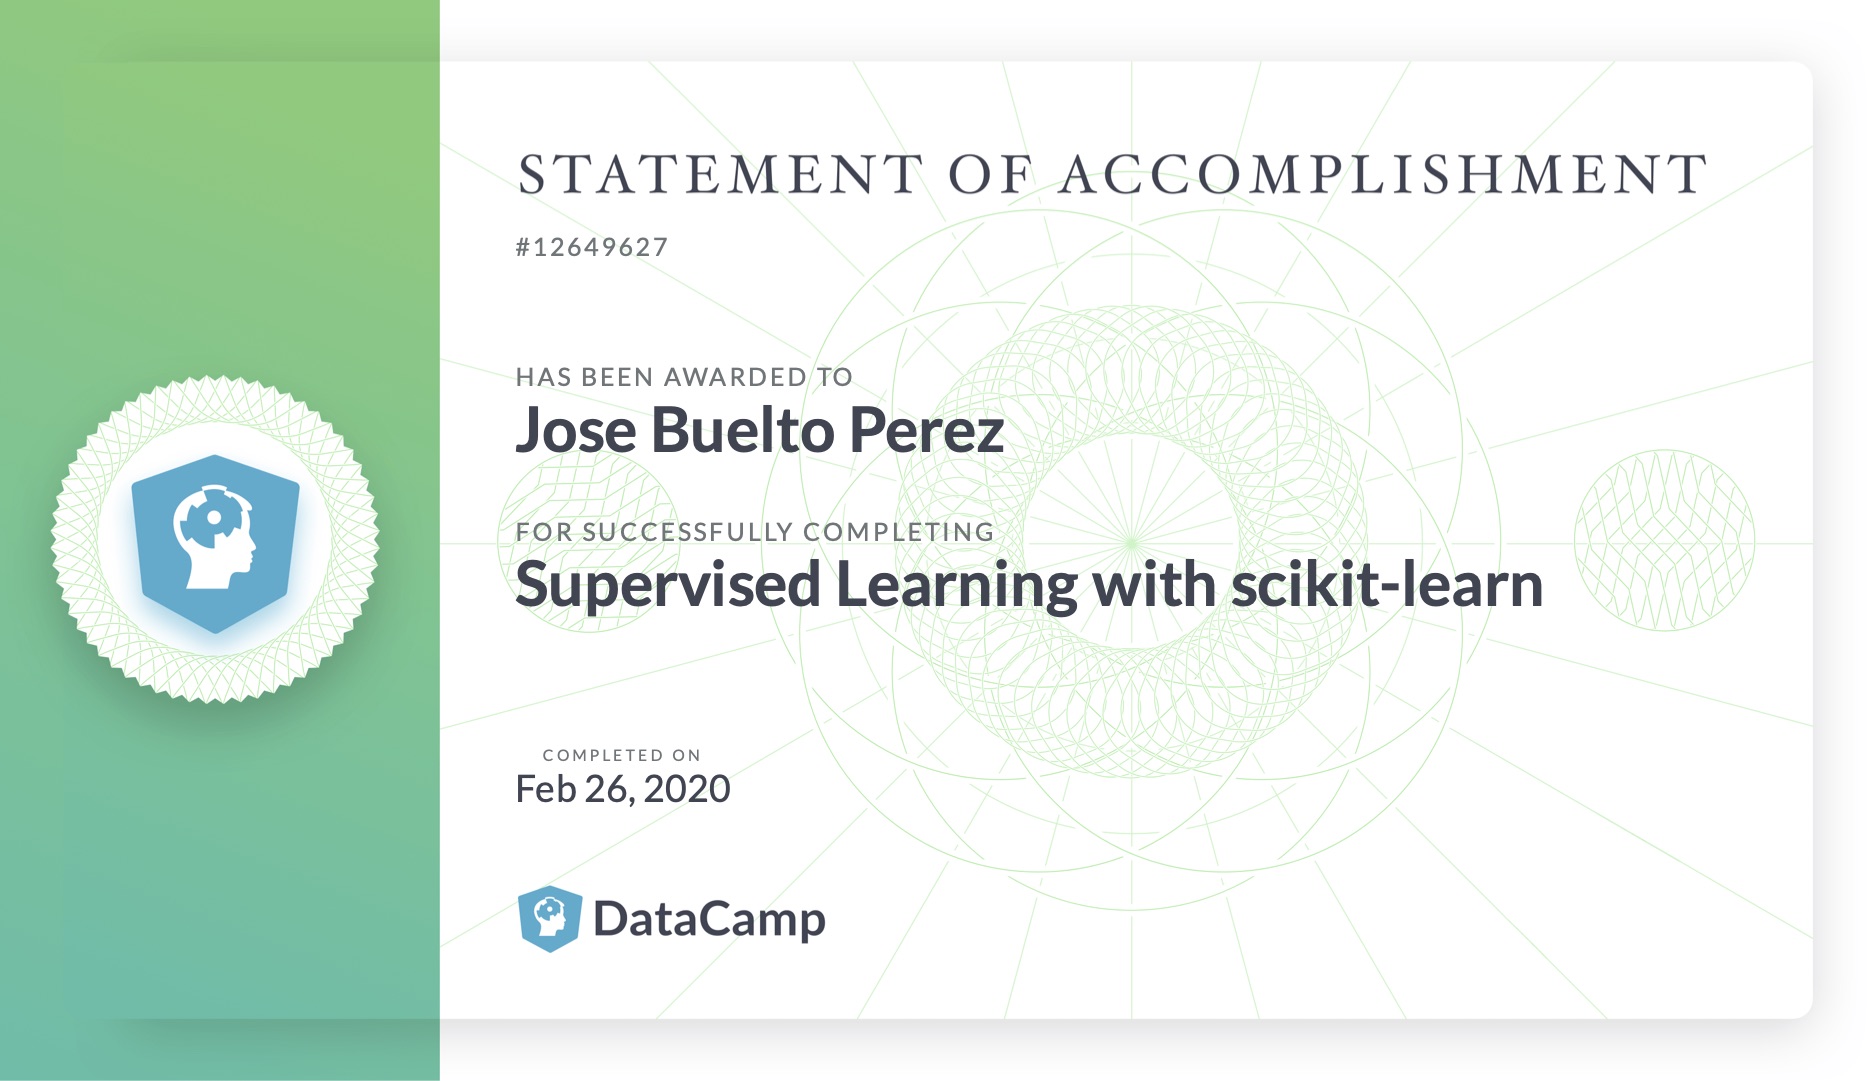 STATEMENT OF ACCOMPLISHMENT
#12649627
HAS BEEN AWARDED TO
Jose Buelto Perez
FOR SUCCESSFULLY COMPLETING
Supervised Learning with scikit-learn
COMPLETED ON
Feb 26, 2020
DataCamp